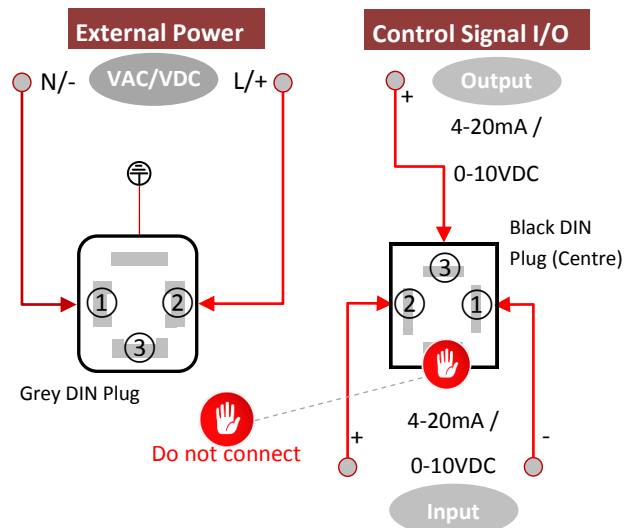 External Power
N/-
VAC/VDC
L/+
1
2
3
Grey DIN Plug
Do not connect
Control Signal I/O
Output
+
4-20mA /
0-10VDC
Black DIN
Plug (Centre)
3
2
1
+
4-20mA /
-
0-10VDC
Input